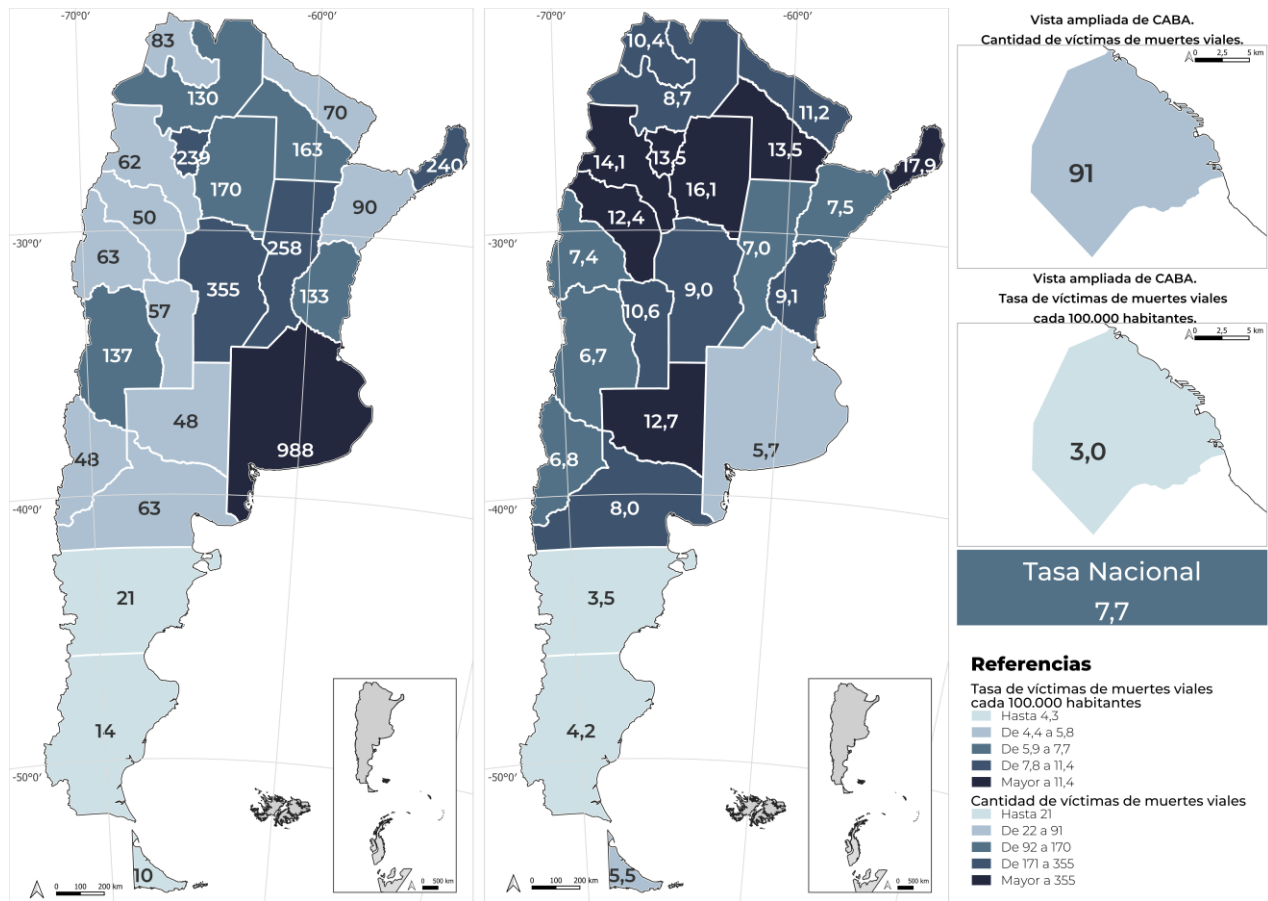 -70°0'
-60°0'
83
130
70
239
163
240
62
170
90
50
-30°0'
258
63
355
133
57
137
48
988
48
63
-40°0'
21
14
-50°0'
10
0 100 200 km
0 500 km
-70°0'
-60°0'
10,4
8,7
11,2
14,1
13,5
13,5
17,9
16,1
12,4
7,5
-30°0'
7,4
7,0
9,0
9,1
10,6
6,7
12,7
5,7
6,8
8,0
-40°0'
3,5
4,2
-50°0'
5,5
0 100 200 km
0 500 km
Vista ampliada de CABA.
Cantidad de víctimas de muertes viales.
0 2,5 5 km
91
Vista ampliada de CABA.
Tasa de víctimas de muertes viales
cada 100.000 habitantes.
0 2,5 5 km
3,0
Tasa Nacional
7,7
Referencias
Tasa de víctimas de muertes viales
cada 100.000 habitantes
Hasta 4,3
De 4,4 a 5,8
De 5,9 a 7,7
De 7,8 a 11,4
Mayor a 11,4
Cantidad de víctimas de muertes viales
Hasta 21
De 22 a 91
De 92 a 170
De 171 a 355
Mayor a 355